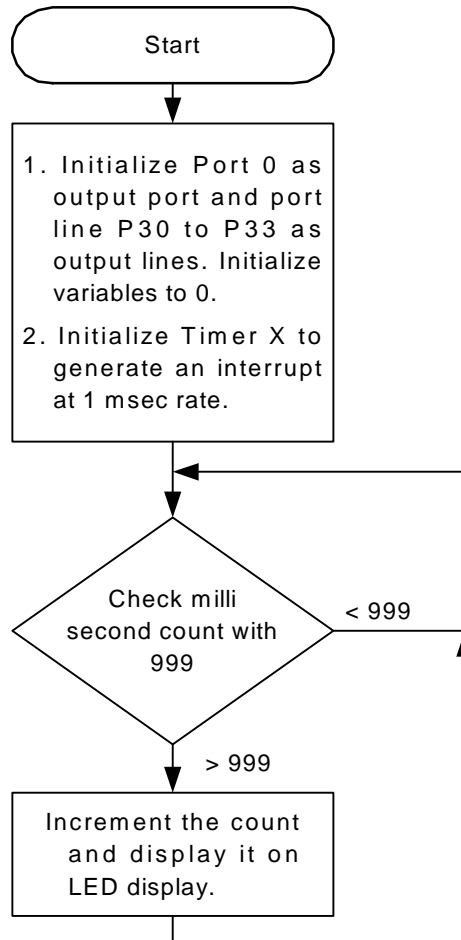 Start
1. Initialize Port 0 as
output port and port
line P30 to P33 as
output lines. Initialize
variables to 0.
2. Initialize Timer X to
generate an interrupt
at 1 msec rate.
Check milli
second count with
999
< 999
> 999
Increment the count
and display it on
LED display.